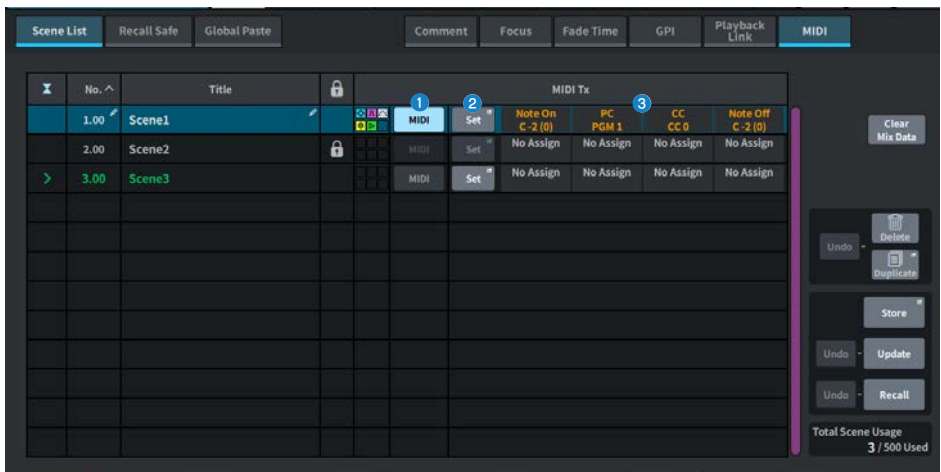 Scene List Recall Safe Global Paste Comment Focus Fade Time GPI Playback Link MIDI
No. Title MIDI Tx
1 2 3
1.00 Scene1 MIDI Set Note On C -2 (0) PC PGM 1 CC CC 0 Note Off C -2 (0)
2.00 Scene2 MIDI Set No Assign No Assign No Assign No Assign
3.00 Scene3 MIDI Set No Assign No Assign No Assign No Assign
Clear
Mix Data
Undo - Delete
Duplicate
Store
Undo - Update
Undo - Recall
Total Scene Usage
3 / 500 Used